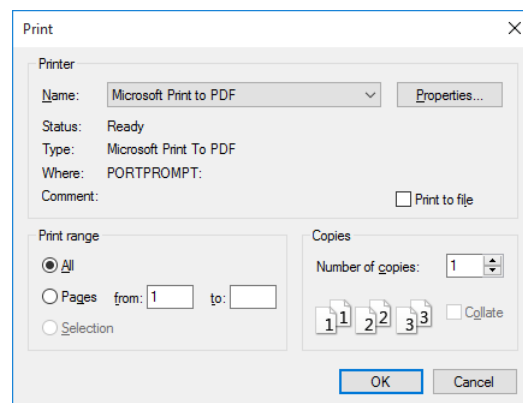 Print
Printer
Name: Microsoft Print to PDF Properties...
Status: Ready
Type: Microsoft Print To PDF
Where: PORTPROMPT:
Comment: Print to file
Print range
All
Pages from: 1 to:
Selection
Copies
Number of copies: 1
1 1 2 2 3 3 Collate
OK Cancel